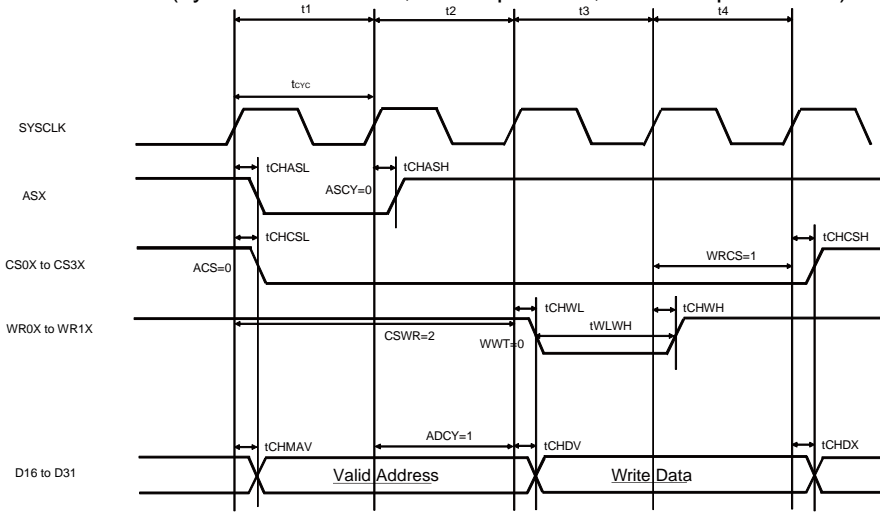 t1 t2 t3 t4
tCYC
SYSCLK
tCHASL tCHASH
ASCY=0
ASX
tCHCSL tCHCSH
WRCS=1
CS0X to CS3X
ACS=0
tCHWL tCHWH
WR0X to WR1X
tWLWH
CSWR=2
WWT=0
tCHMAV ADCY=1 tCHDV tCHDX
D16 to D31 Valid Address Write Data